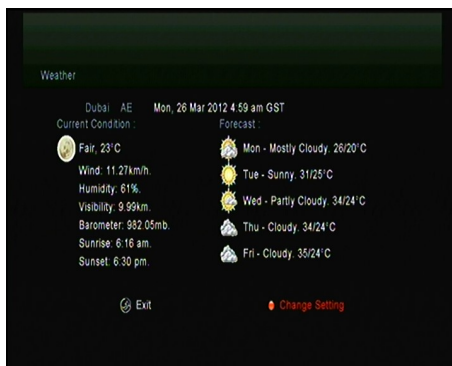 Weather
Dubai AE Mon, 26 Mar 2012 4:59 am GST
Current Condition :
Fair, 23°C
Wind: 11.27km/h.
Humidity: 61%.
Visibility: 9.99km.
Barometer: 982.05mb.
Sunrise: 6:16 am.
Sunset: 6:30 pm.
Forecast :
Mon - Mostly Cloudy. 26/20°C
Tue - Sunny. 31/25°C
Wed - Partly Cloudy. 34/24°C
Thu - Cloudy. 34/24°C
Fri - Cloudy. 35/24°C
Exit
Change Setting